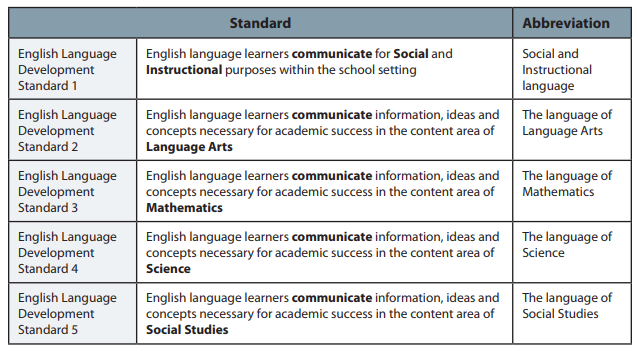 Standard Abbreviation
English Language
Development
Standard 1
English language learners communicate for Social and
Instructional purposes within the school setting
Social and
Instructional
language
English Language
Development
Standard 2
English language learners communicate information, ideas and
concepts necessary for academic success in the content area of
Language Arts
The language of
Language Arts
English Language
Development
Standard 3
English language learners communicate information, ideas and
concepts necessary for academic success in the content area of
Mathematics
The language of
Mathematics
English Language
Development
Standard 4
English language learners communicate information, ideas and
concepts necessary for academic success in the content area of
Science
The language of
Science
English Language
Development
Standard 5
English language learners communicate information, ideas and
concepts necessary for academic success in the content area of
Social Studies
The language of
Social Studies